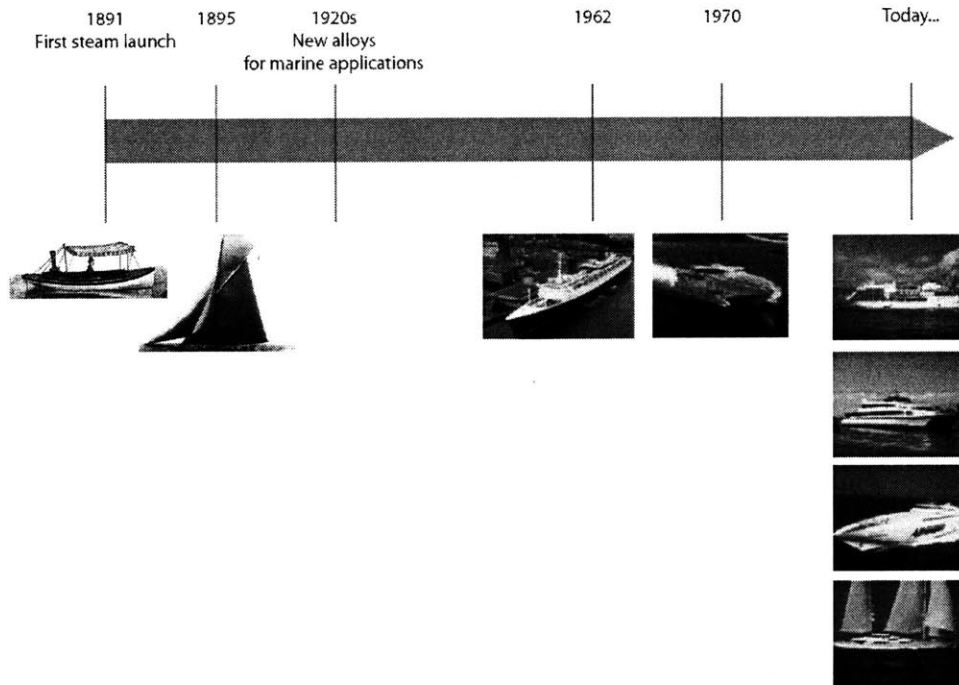 1891
First steam launch
1895
1920s
New alloys
for marine applications
1962
1970
Today...